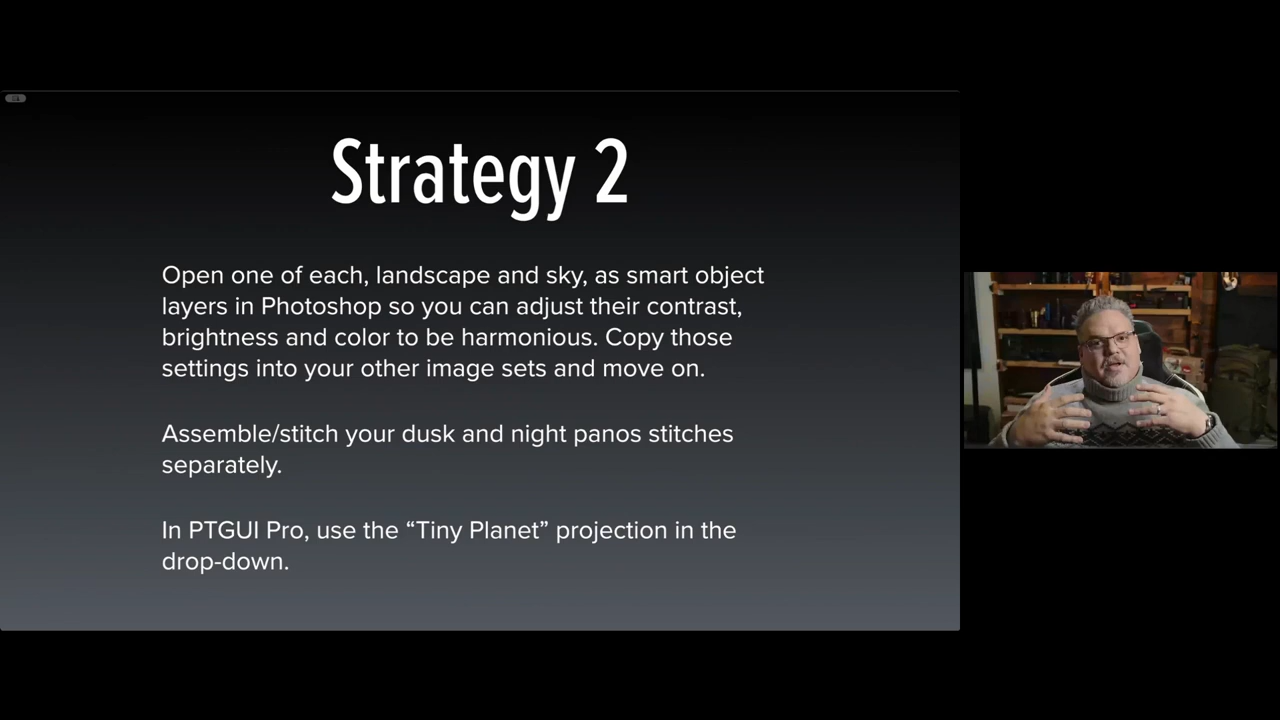 Strategy 2
Open one of each, landscape and sky, as smart object
layers in Photoshop so you can adjust their contrast,
brightness and color to be harmonious. Copy those
settings into your other image sets and move on.
Assemble/stitch your dusk and night panos stitches
separately.
In PTGUI Pro, use the “Tiny Planet” projection in the
drop-down.